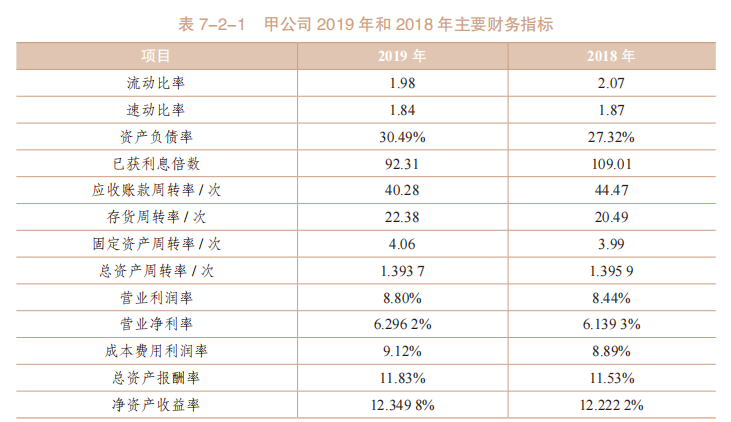 表 7-2-1 甲公司 2019 年和 2018 年主要财务指标
项目 2019 年 2018 年
流动比率 1.98 2.07
速动比率 1.84 1.87
资产负债率 30.49% 27.32%
已获利息倍数 92.31 109.01
应收账款周转率 / 次 40.28 44.47
存货周转率 / 次 22.38 20.49
固定资产周转率 / 次 4.06 3.99
总资产周转率 / 次 1.393 7 1.395 9
营业利润率 8.80% 8.44%
营业净利率 6.296 2% 6.139 3%
成本费用利润率 9.12% 8.89%
总资产报酬率 11.83% 11.53%
净资产收益率 12.349 8% 12.222 2%